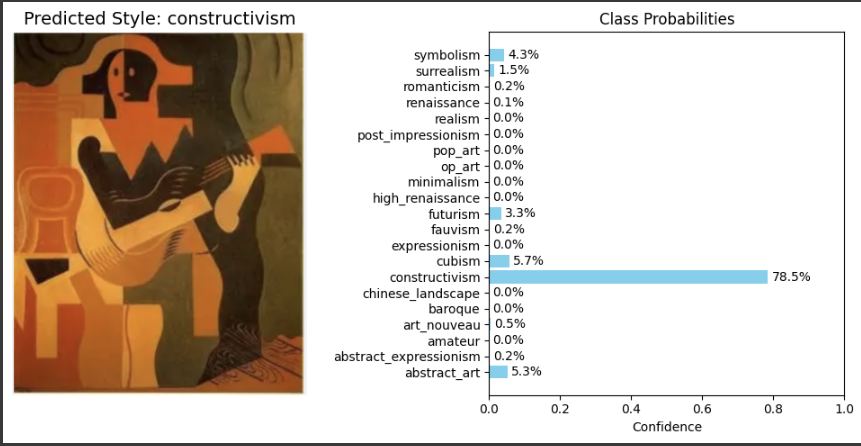 Predicted Style: constructivism
Class Probabilities
symbolism 4.3%
surrealism 1.5%
romanticism 0.2%
renaissance 0.1%
realism 0.0%
post_impressionism 0.0%
pop_art 0.0%
op_art 0.0%
minimalism 0.0%
high_renaissance 0.0%
futurism 3.3%
fauvism 0.2%
expressionism 0.0%
cubism 5.7%
constructivism 78.5%
chinese_landscape 0.0%
baroque 0.0%
art_nouveau 0.5%
amateur 0.0%
abstract_expressionism 0.2%
abstract_art 5.3%
0.0 0.2 0.4 0.6 0.8 1.0
Confidence